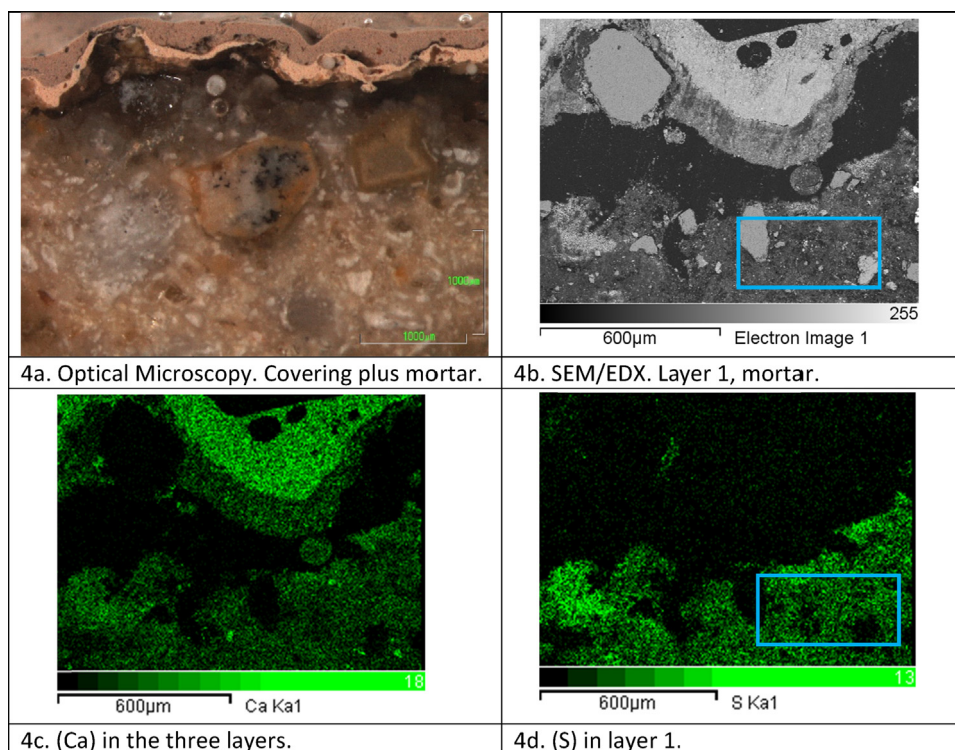 1000µm
1000µm
255
600µm Electron Image 1
4a. Optical Microscopy. Covering plus mortar.
4b. SEM/EDX. Layer 1, mortar.
18
600µm Ca Ka1
13
600µm S Ka1
4c. (Ca) in the three layers.
4d. (S) in layer 1.